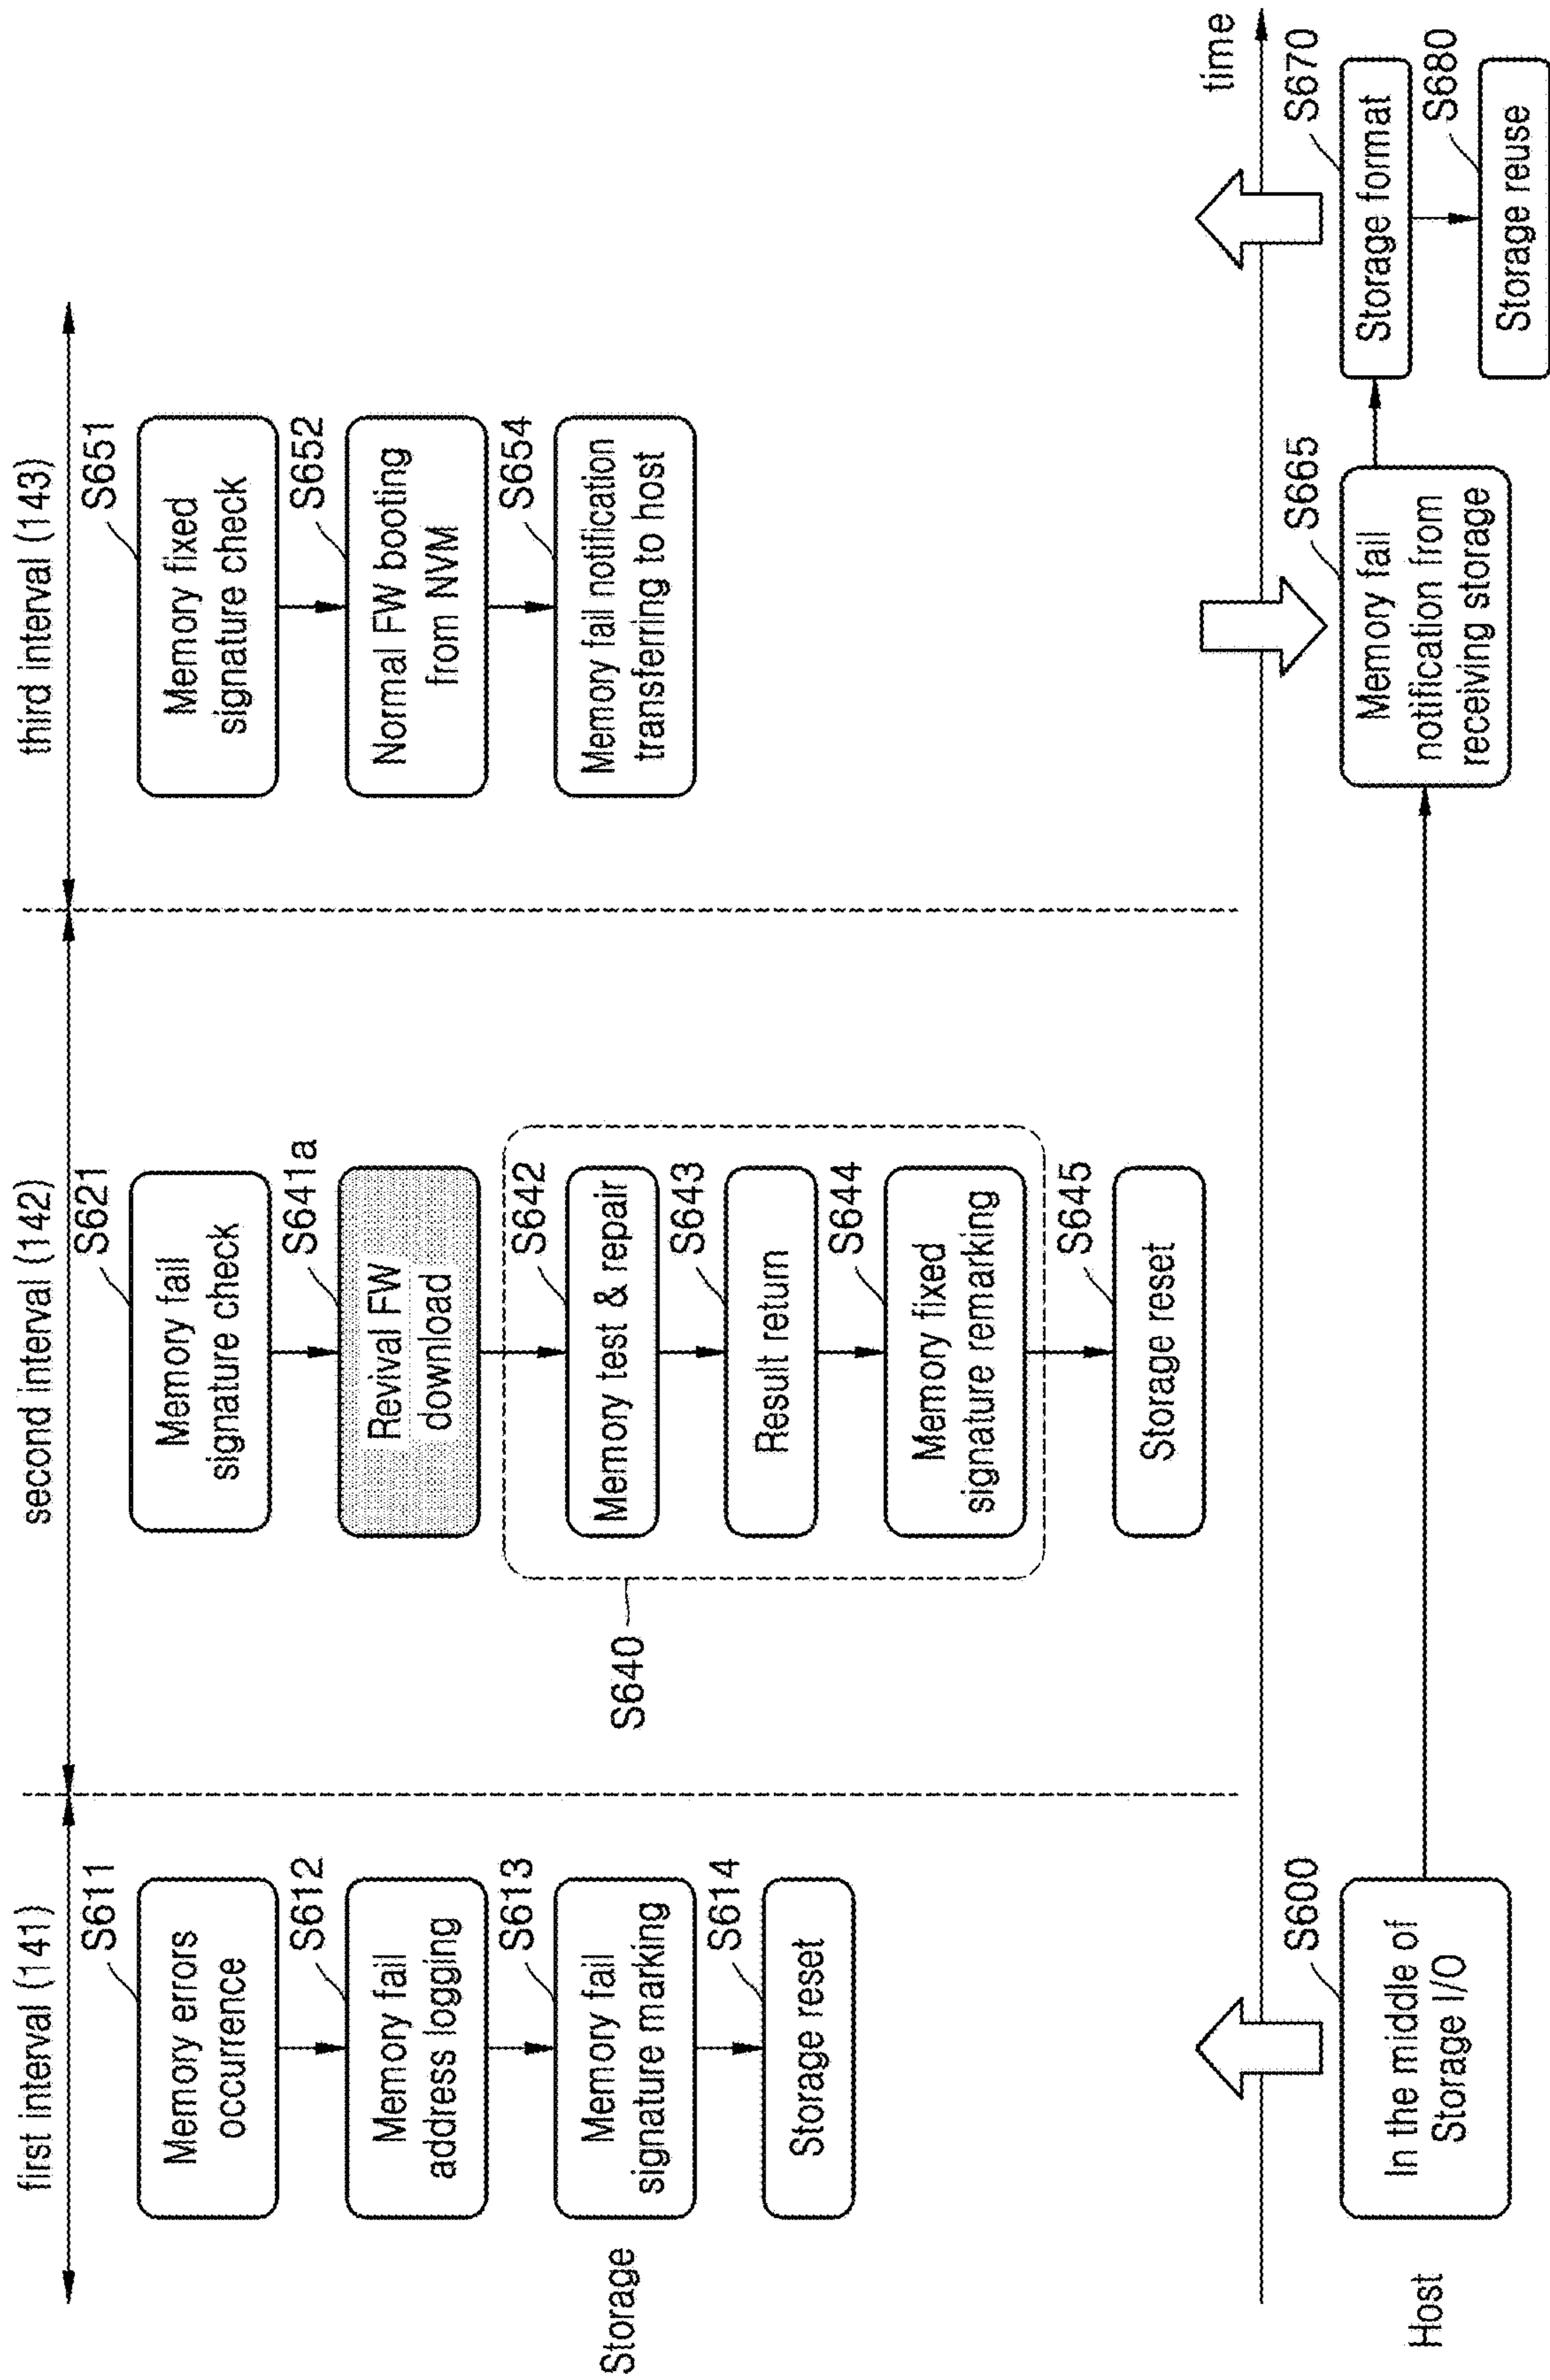 first interval (141)
second interval (142)
third interval (143)
Storage
S611
Memory errors
occurrence
S612
Memory fail
address logging
S613
Memory fail
signature marking
S614
Storage reset
S621
Memory fail
signature check
S641a
Revival FW
download
S640
S642
Memory test & repair
S643
Result return
S644
Memory fixed
signature remarking
S645
Storage reset
S651
Memory fixed
signature check
S652
Normal FW booting
from NVM
S654
Memory fail notification
transferring to host
time
Host
S600
In the middle of
Storage I/O
S665
Memory fail
notification from
receiving storage
S670
Storage format
S680
Storage reuse